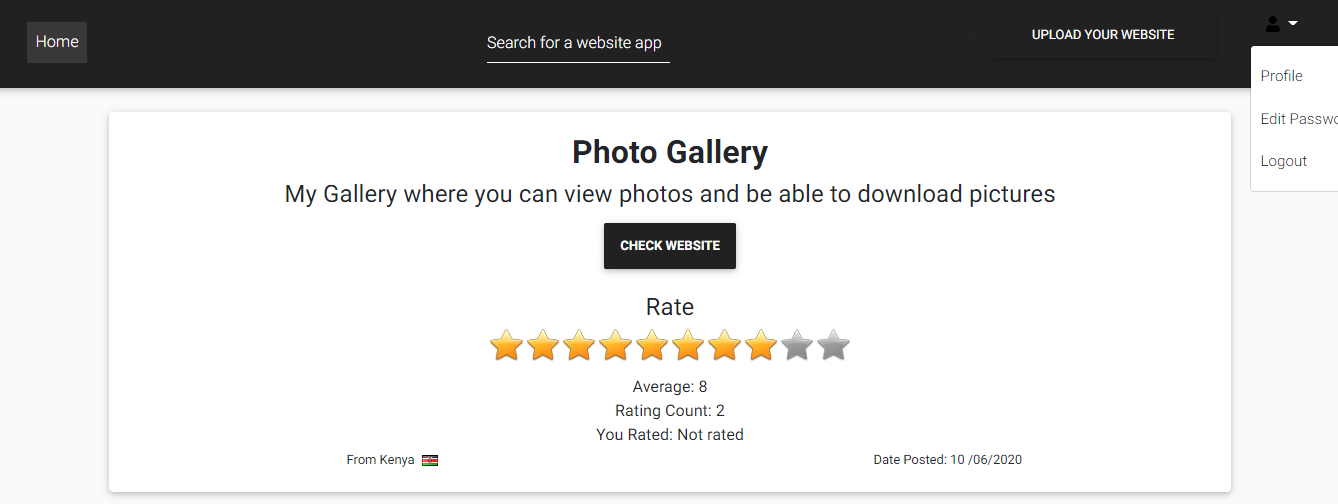 Home
Search for a website app
UPLOAD YOUR WEBSITE
Profile
Edit Passwo
Logout
Photo Gallery
My Gallery where you can view photos and be able to download pictures
CHECK WEBSITE
Rate
Average: 8
Rating Count: 2
You Rated: Not rated
From Kenya
Date Posted: 10 /06/2020